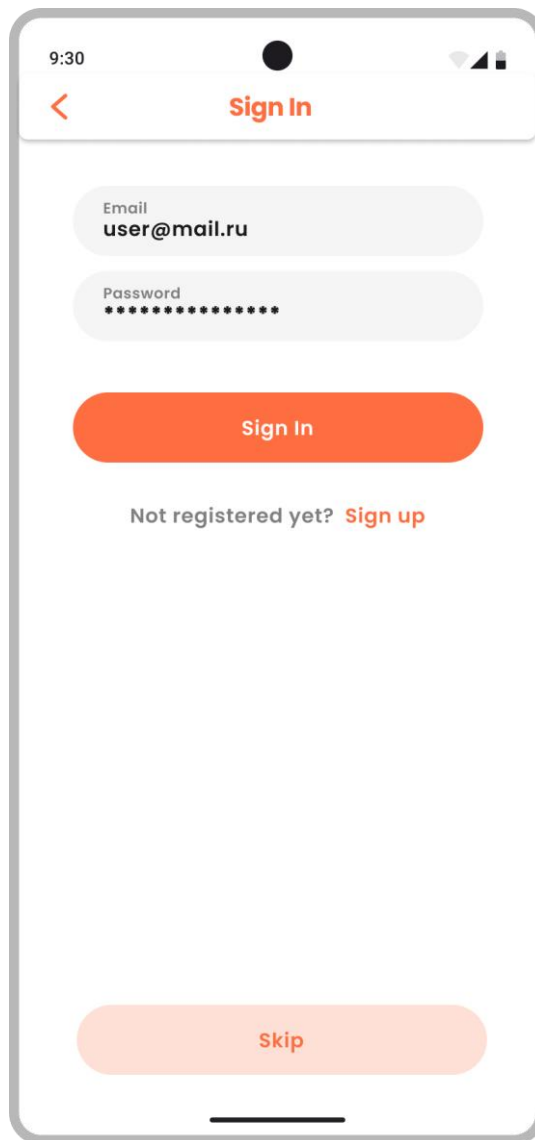 9:30
Sign In
Email
user@mail.ru
Password
***************
Sign In
Not registered yet? Sign up
Skip